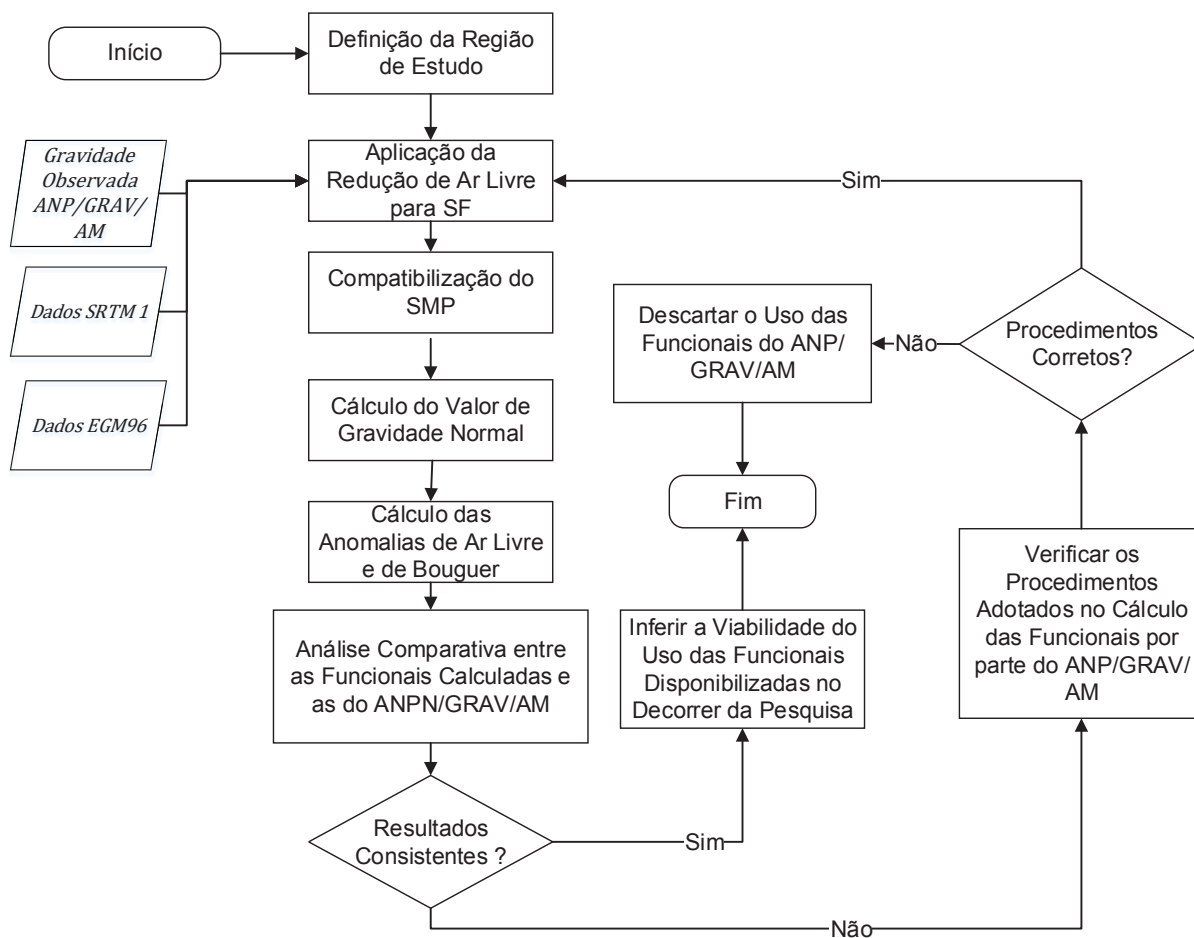 Início
Definição da Região
de Estudo
Gravidade
Observada
ANP/GRAV/
AM
Aplicação da
Redução de Ar Livre
para SF
Sim
Dados SRTM 1
Compatibilização do
SMP
Descartar o Uso das
Funcionais do ANP/
GRAV/AM
Não
Procedimentos
Corretos?
Dados EGM96
Cálculo do Valor de
Gravidade Normal
Fim
Cálculo das
Anomalias de Ar Livre
e de Bouguer
Verificar os
Procedimentos
Adotados no Cálculo
das Funcionais por
parte do ANP/GRAV/
AM
Análise Comparativa entre
as Funcionais Calculadas e
as do ANPN/GRAV/AM
Inferir a Viabilidade do
Uso das Funcionais
Disponibilizadas no
Decorrer da Pesquisa
Resultados
Consistentes ?
Sim
Não